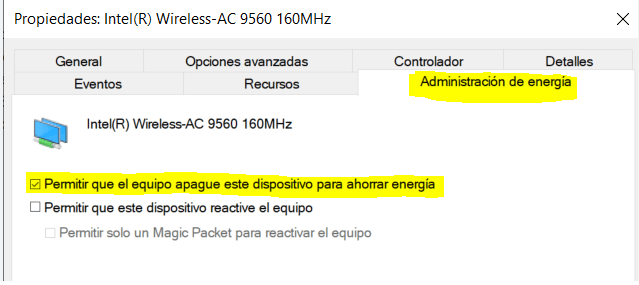 Propiedades: Intel(R) Wireless-AC 9560 160MHz
General Opciones avanzadas Controlador Detalles
Eventos Recursos Administración de energía
Intel(R) Wireless-AC 9560 160MHz
Permitir que el equipo apague este dispositivo para ahorrar energía
Permitir que este dispositivo reactive el equipo
Permitir solo un Magic Packet para reactivar el equipo